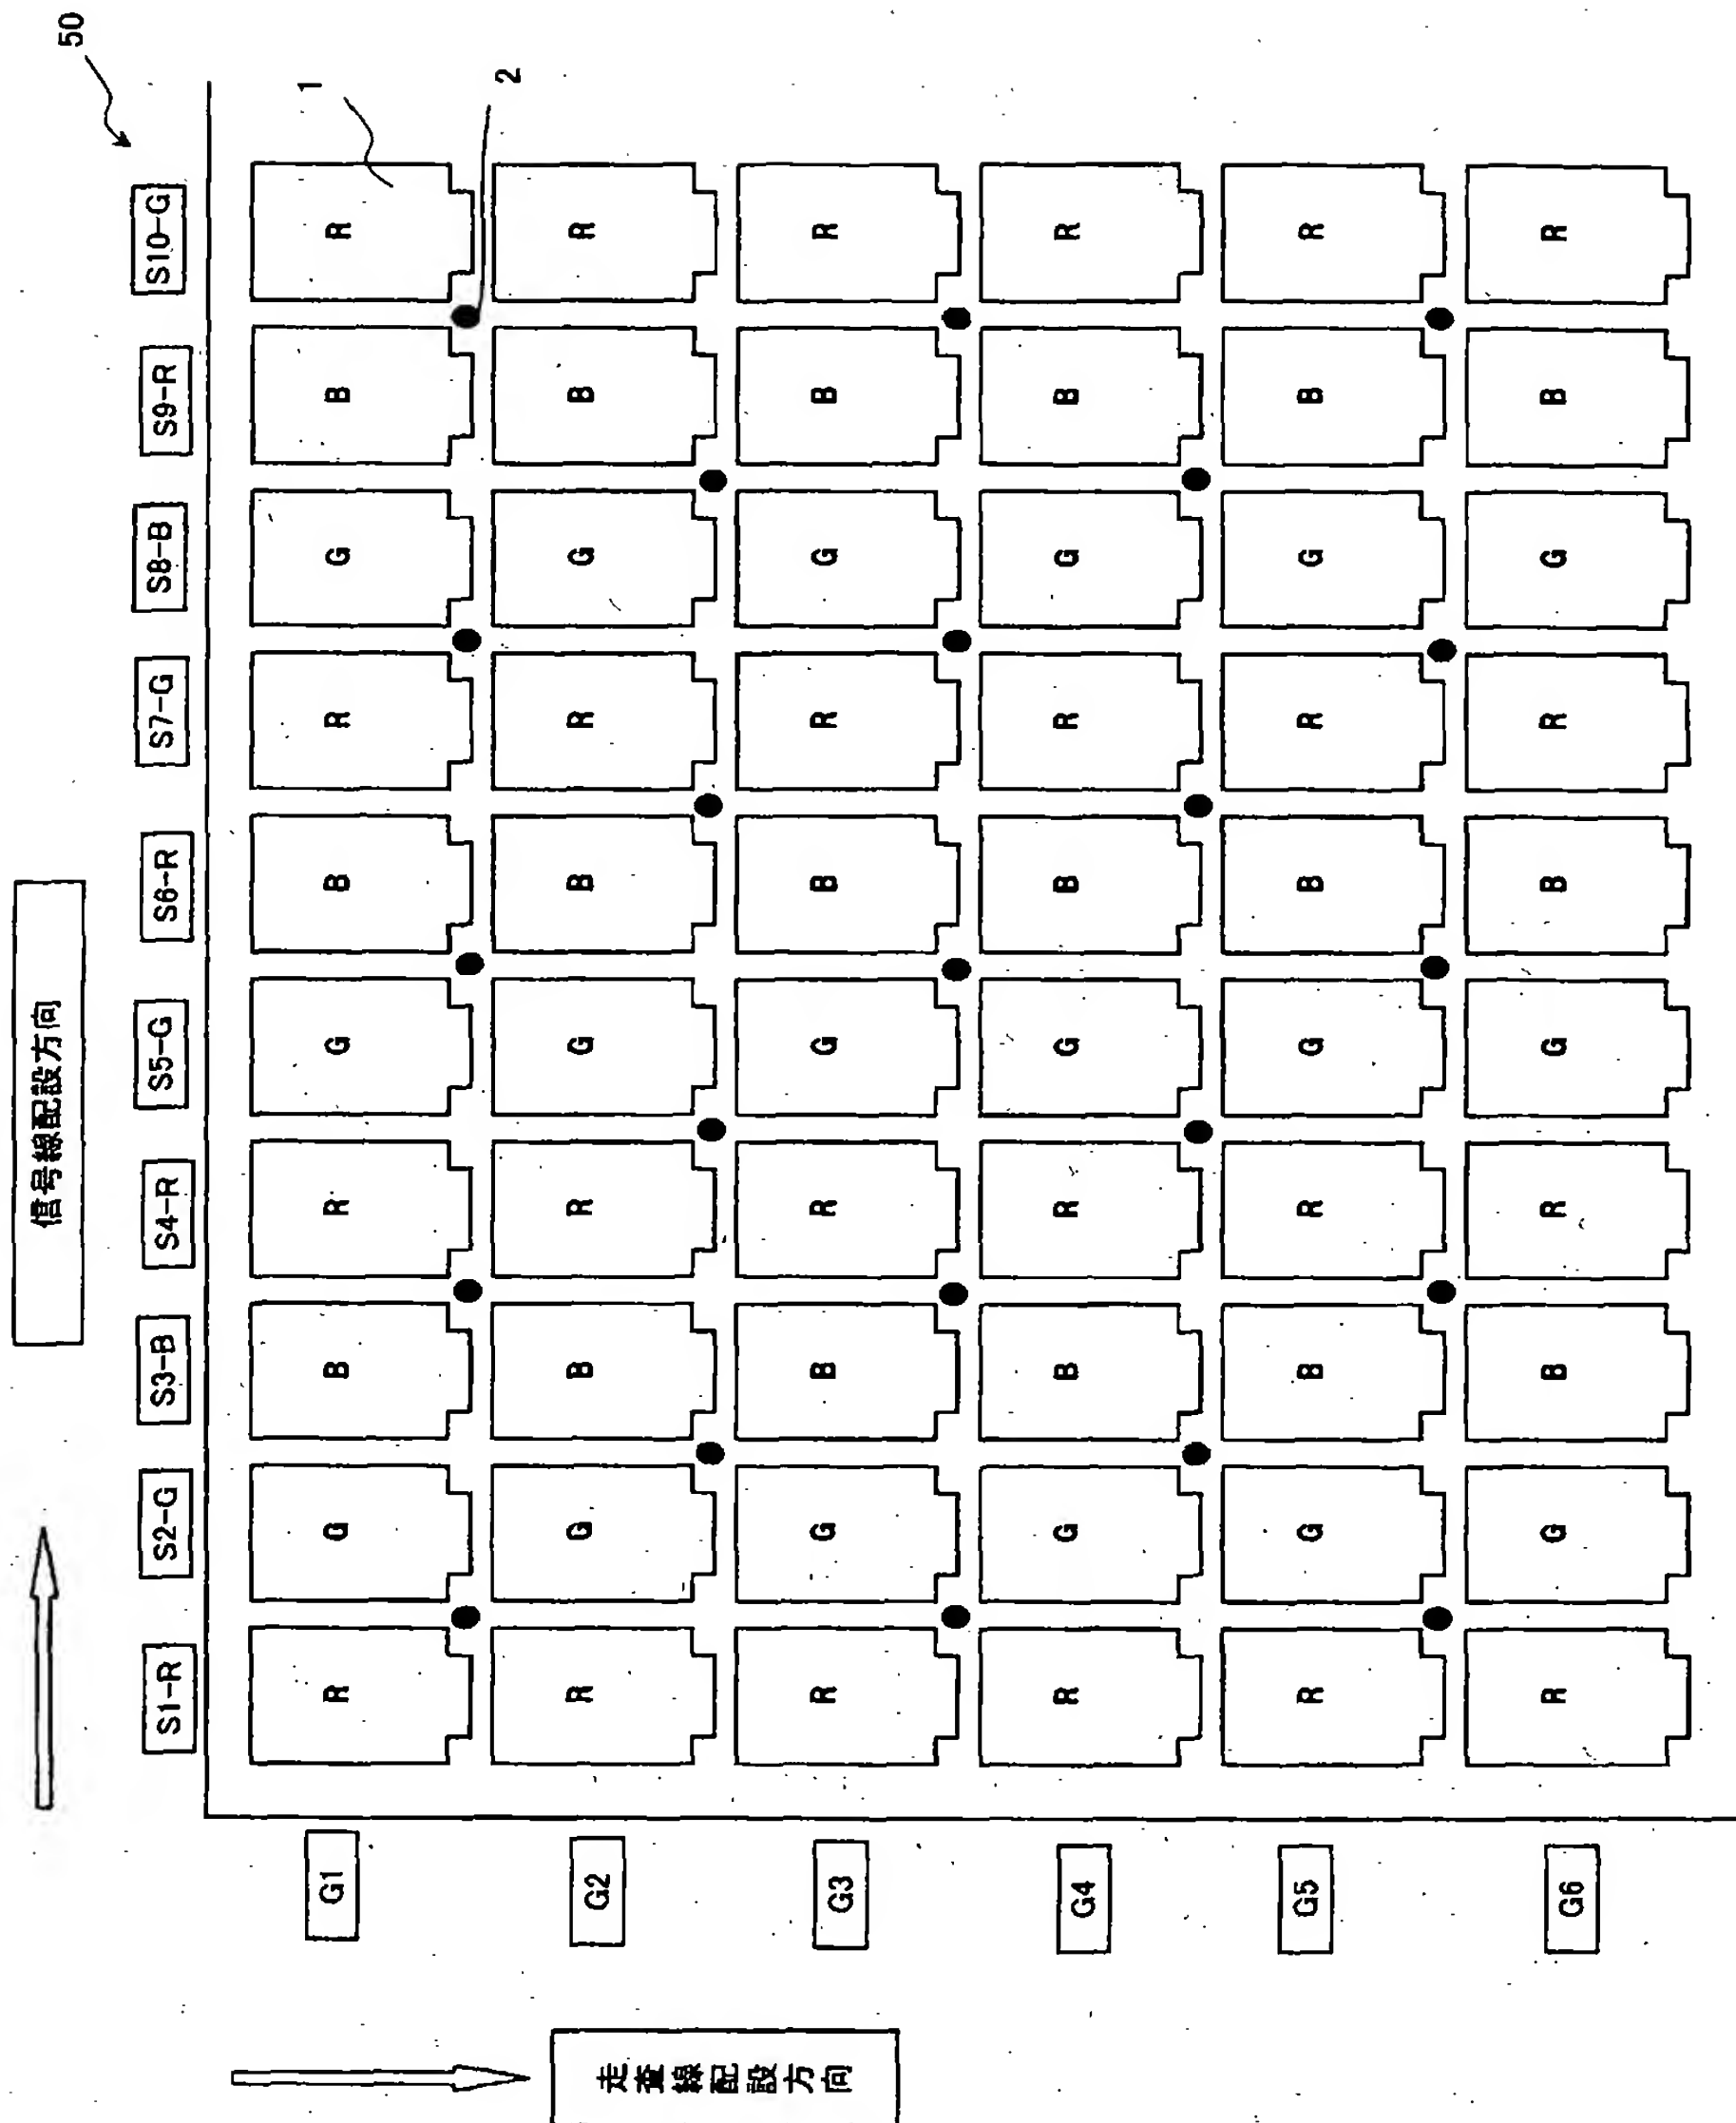 信号線配設方向
50
S1-R S2-G S3-B S4-R S5-G S6-R S7-G S8-B S9-R S10-G
1
G1 R G B R G B R G B R
2
G2 R G B R G B R G B R
G3 R G B R G B R G B R
G4 R G B R G B R G B R
G5 R G B R G B R G B R
G6 R G B R G B R G B R
走査線配設方向